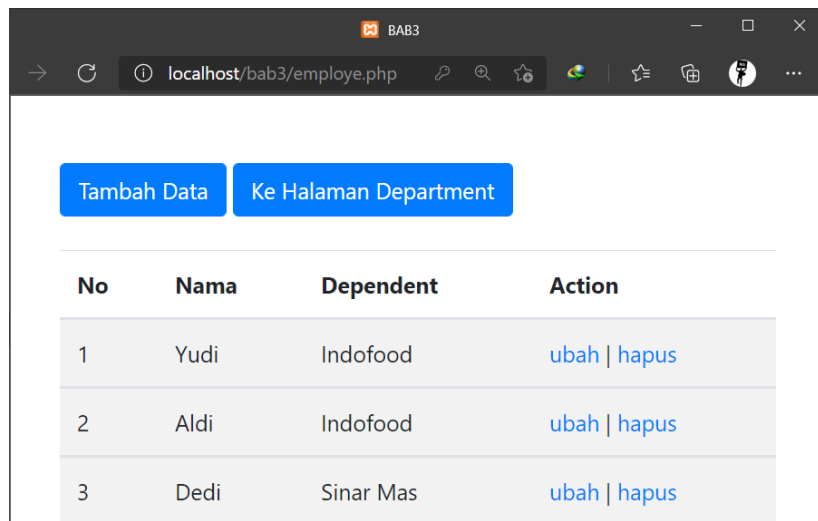 BAB3
localhost/bab3/employe.php
Tambah Data Ke Halaman Department
No Nama Dependent Action
1 Yudi Indofood ubah | hapus
2 Aldi Indofood ubah | hapus
3 Dedi Sinar Mas ubah | hapus